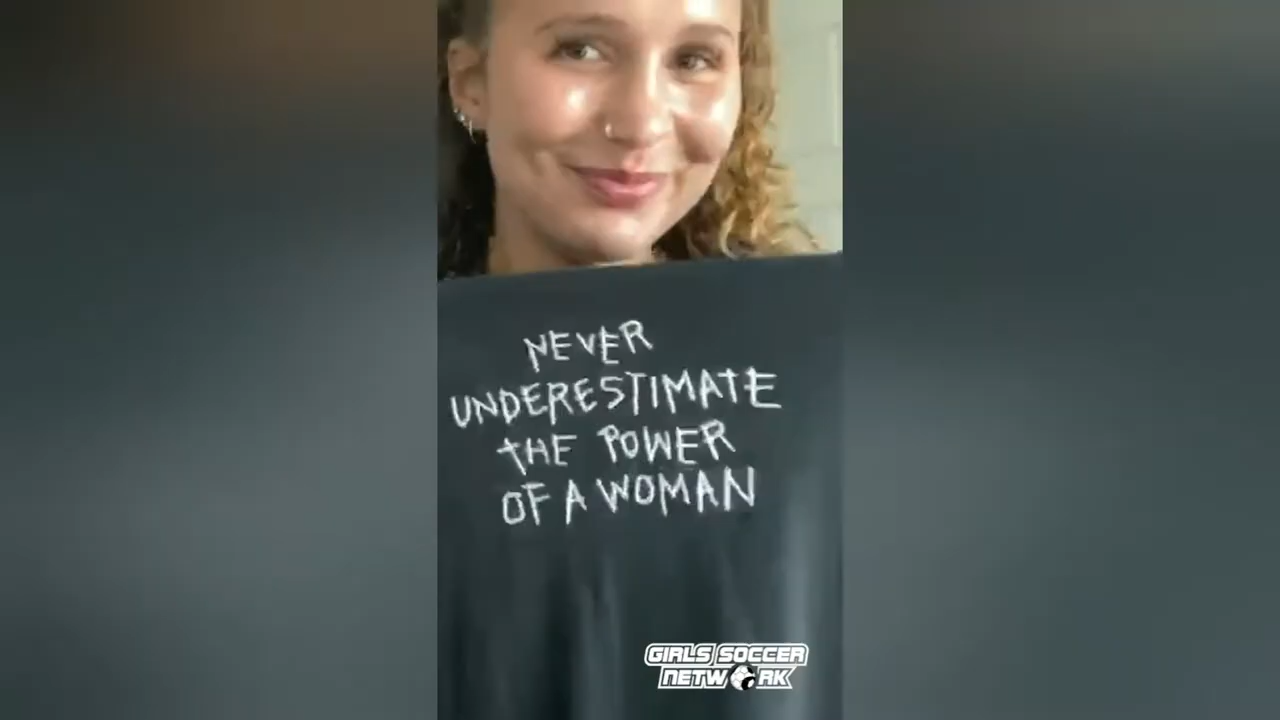 NEVER
UNDERESTIMATE
THE POWER
OF A WOMAN
GIRLS SOCCER
NETWORK